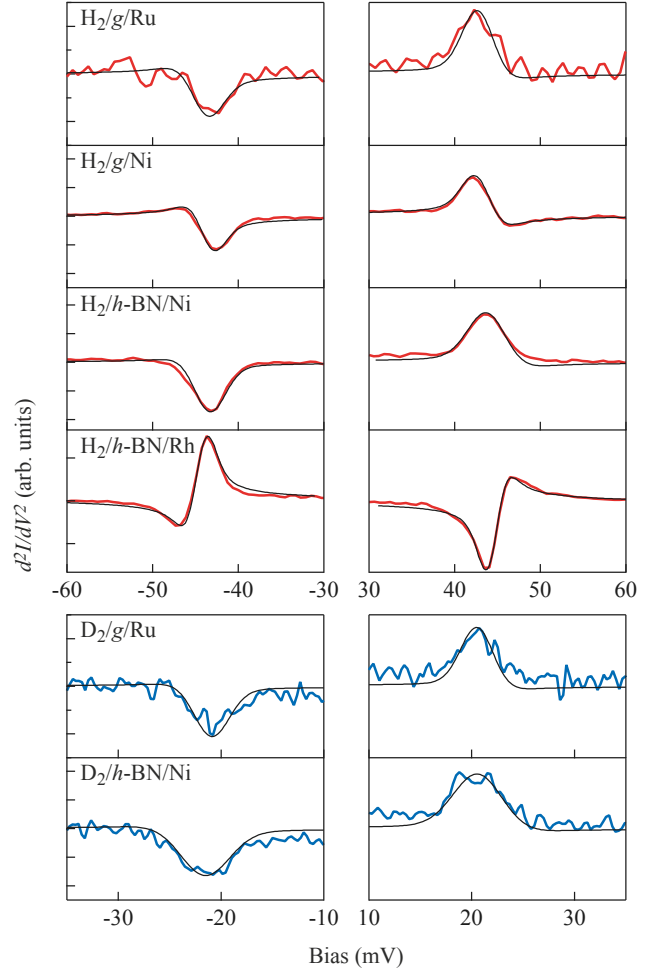 H2/g/Ru
H2/g/Ni
H2/h-BN/Ni
H2/h-BN/Rh
d²I/dV² (arb. units)
-60 -50 -40 -30 30 40 50 60
D2/g/Ru
D2/h-BN/Ni
-30 -20 -10 10 20 30
Bias (mV)